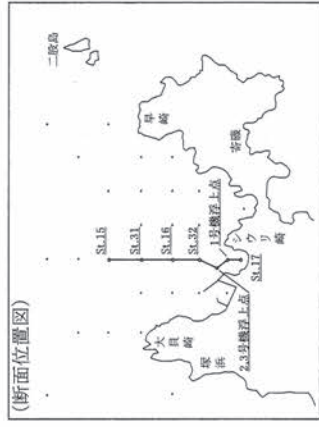 (断面位置図)
二股島
早崎
寄磯
St.15
St.31
St.16
St.32
1号機浮上点
シウリ崎
St.17
2,3号機浮上点
大貝崎
塚浜